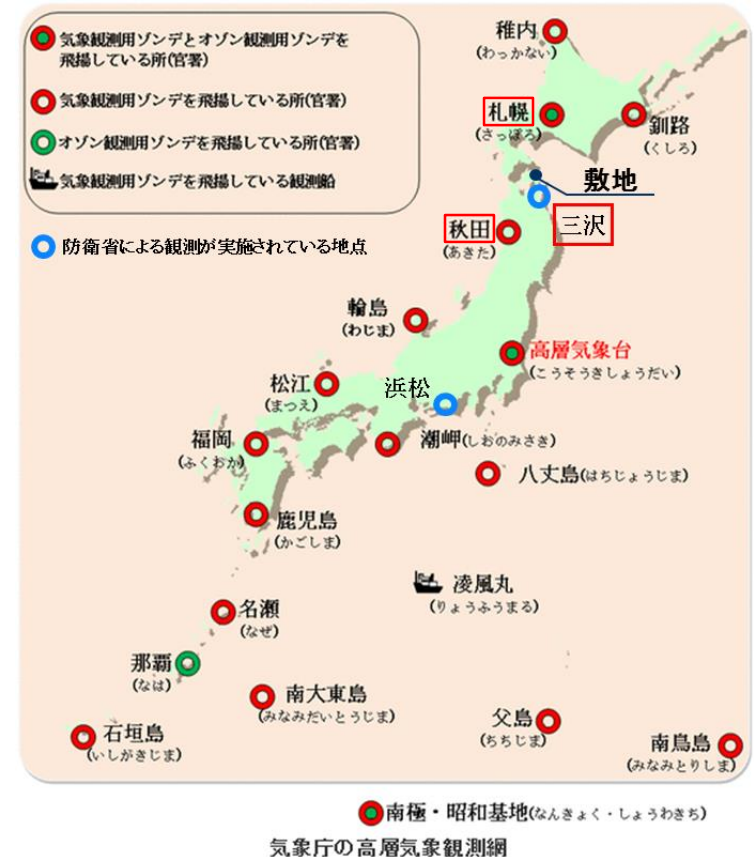 気象観測用ゾンデとオゾン観測用ゾンデを
飛揚している所(官署)
気象観測用ゾンデを飛揚している所(官署)
オゾン観測用ゾンデを飛揚している所(官署)
気象観測用ゾンデを飛揚している観測船
防衛省による観測が実施されている地点
稚内
(わっかない)
札幌
(さっぽろ)
釧路
(くしろ)
敷地
三沢
秋田
(あきた)
輪島
(わじま)
高層気象台
(こうそうきしょうだい)
松江
(まつえ)
浜松
福岡
(ふくおか)
潮岬(しおのみさき)
八丈島(はちじょうじま)
鹿児島
(かごしま)
凌風丸
(りょうふうまる)
名瀬
(なぜ)
那覇
(なは)
南大東島
(みなみだいとうじま)
石垣島
(いしがきじま)
父島
(ちちじま)
南鳥島
(みなみとりしま)
南極・昭和基地(なんきょく・しょうわきち)
気象庁の高層気象観測網